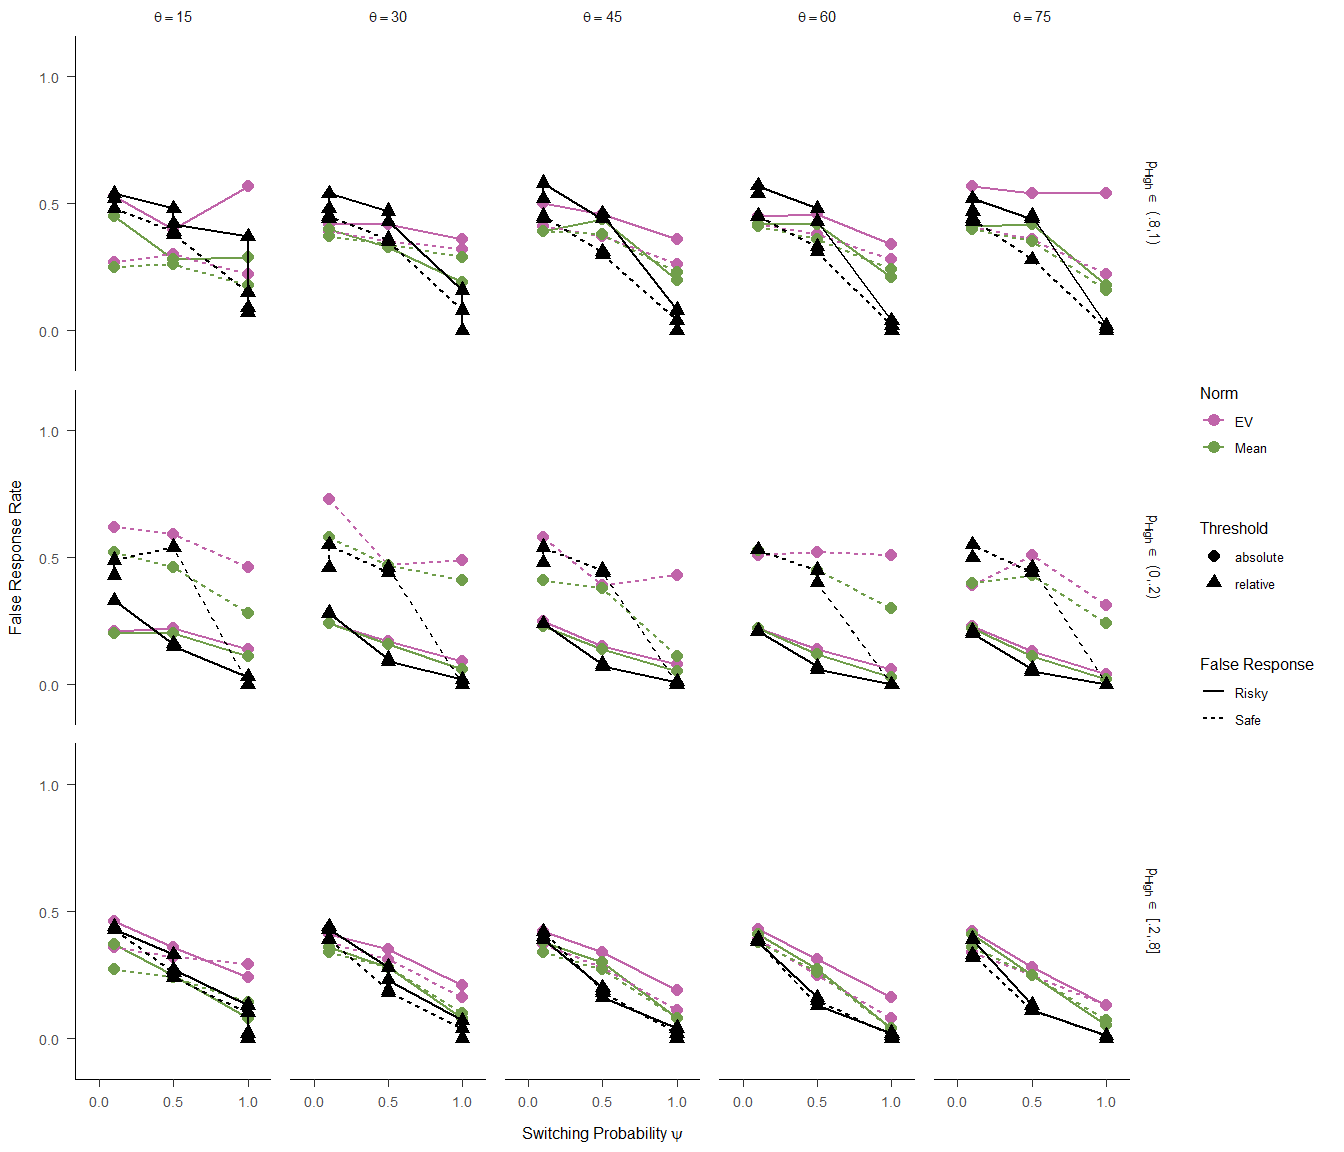 θ = 15
θ = 30
θ = 45
θ = 60
θ = 75
1.0
0.5
0.0
pHigh ∈ (.8,1)
1.0
0.5
0.0
pHigh ∈ (0,.2)
1.0
0.5
0.0
pHigh ∈ [.2,.8]
0.0 0.5 1.0
0.0 0.5 1.0
0.0 0.5 1.0
0.0 0.5 1.0
0.0 0.5 1.0
Switching Probability ψ
False Response Rate
Norm
EV
Mean
Threshold
absolute
relative
False Response
Risky
Safe